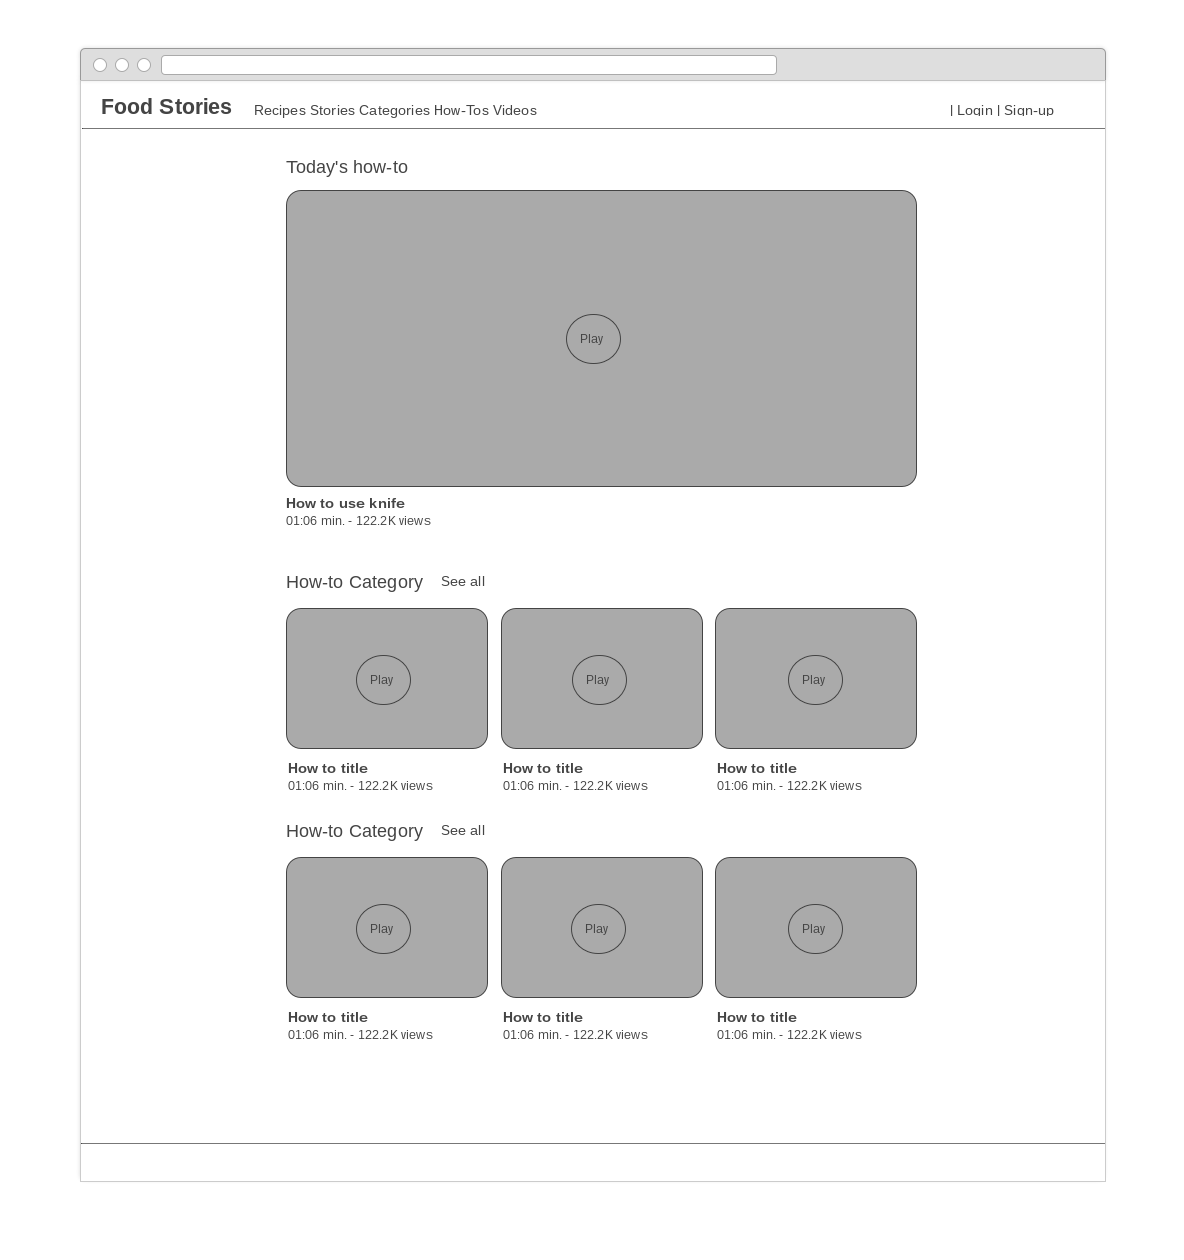 Food Stories Recipes Stories Categories How-Tos Videos | Login | Sign-up
Today's how-to
Play
How to use knife
01:06 min. - 122.2K views
How-to Category See all
Play Play Play
How to title How to title How to title
01:06 min. - 122.2K views 01:06 min. - 122.2K views 01:06 min. - 122.2K views
How-to Category See all
Play Play Play
How to title How to title How to title
01:06 min. - 122.2K views 01:06 min. - 122.2K views 01:06 min. - 122.2K views